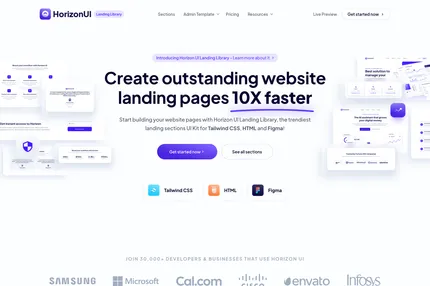 HorizonUI Landing Library
Sections Admin Template Pricing Resources
Live Preview Get started now
Introducing Horizon UI Landing Library - Learn more about it
Create outstanding website
landing pages 10X faster
Start building your website pages with Horizon UI Landing Library, the trendiest
landing sections UI Kit for Tailwind CSS, HTML and Figma!
Get started now
See all sections
Tailwind CSS HTML Figma
JOIN 30.000+ DEVELOPERS & BUSINESSES THAT USE HORIZON UI
SAMSUNG Microsoft Cal.com CISCO envato Infosys